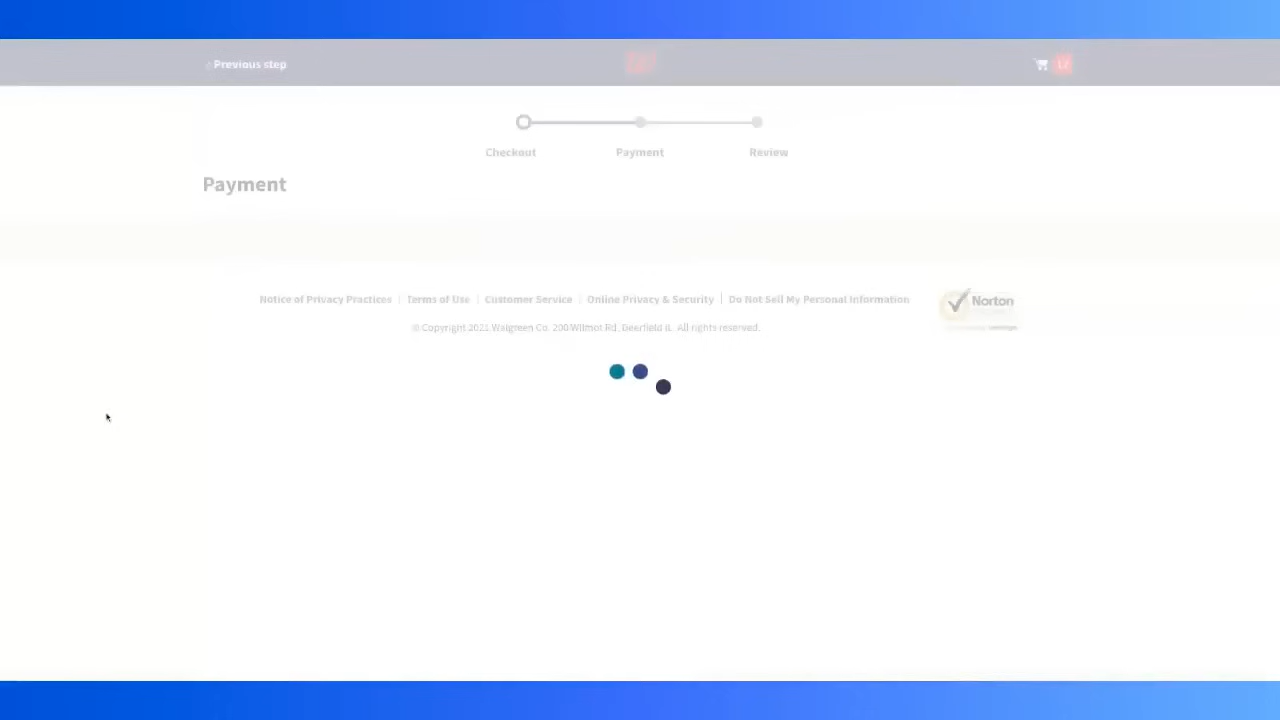 ‹ Previous step
Checkout Payment Review
Payment
Notice of Privacy Practices | Terms of Use | Customer Service | Online Privacy & Security | Do Not Sell My Personal Information
Norton
© Copyright 2021 Walgreen Co. 200 Wilmot Rd. Deerfield IL. All rights reserved.